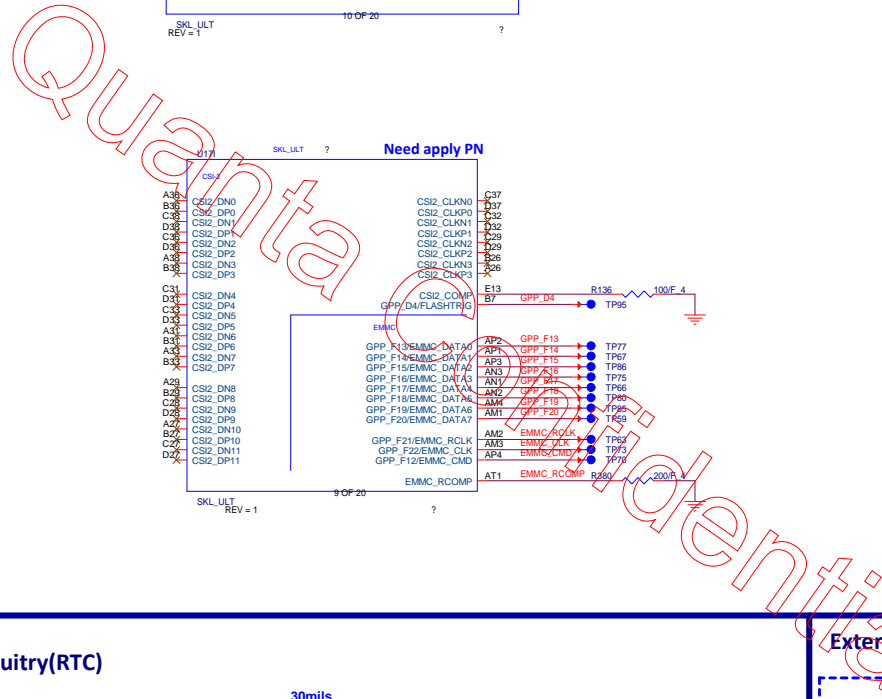 10 OF 20
SKL_ULT
REV = 1
?
U17I
SKL_ULT
?
Need apply PN
CSI-2
A36
B36
C38
D38
C36
D36
A38
B38
CSI2_DN0
CSI2_DP0
CSI2_DN1
CSI2_DP1
CSI2_DN2
CSI2_DP2
CSI2_DN3
CSI2_DP3
C31
D31
C33
D33
A31
B31
A33
B33
CSI2_DN4
CSI2_DP4
CSI2_DN5
CSI2_DP5
CSI2_DN6
CSI2_DP6
CSI2_DN7
CSI2_DP7
A29
B29
C28
D28
A27
B27
C27
D27
CSI2_DN8
CSI2_DP8
CSI2_DN9
CSI2_DP9
CSI2_DN10
CSI2_DP10
CSI2_DN11
CSI2_DP11
CSI2_CLKN0
CSI2_CLKP0
CSI2_CLKN1
CSI2_CLKP1
CSI2_CLKN2
CSI2_CLKP2
CSI2_CLKN3
CSI2_CLKP3
C37
D37
C32
D32
C29
D29
B26
A26
CSI2_COMP E13 R136 100/F_4
GPP_D4/FLASHTRIG B7 GPP_D4 TP95
EMMC
GPP_F13/EMMC_DATA0 AP2 GPP_F13 TP77
GPP_F14/EMMC_DATA1 AP1 GPP_F14 TP67
GPP_F15/EMMC_DATA2 AP3 GPP_F15 TP86
GPP_F16/EMMC_DATA3 AN3 GPP_F16 TP75
GPP_F17/EMMC_DATA4 AN1 GPP_F17 TP66
GPP_F18/EMMC_DATA5 AN2 GPP_F18 TP80
GPP_F19/EMMC_DATA6 AM4 GPP_F19 TP85
GPP_F20/EMMC_DATA7 AM1 GPP_F20 TP59
GPP_F21/EMMC_RCLK AM2 EMMC_RCLK TP63
GPP_F22/EMMC_CLK AM3 EMMC_CLK TP73
GPP_F12/EMMC_CMD AP4 EMMC_CMD TP70
EMMC_RCOMP AT1 EMMC_RCOMP R380 200/F_4
9 OF 20
SKL_ULT
REV = 1
?
Quanta Confidential
uitry(RTC)
Exter
30mils